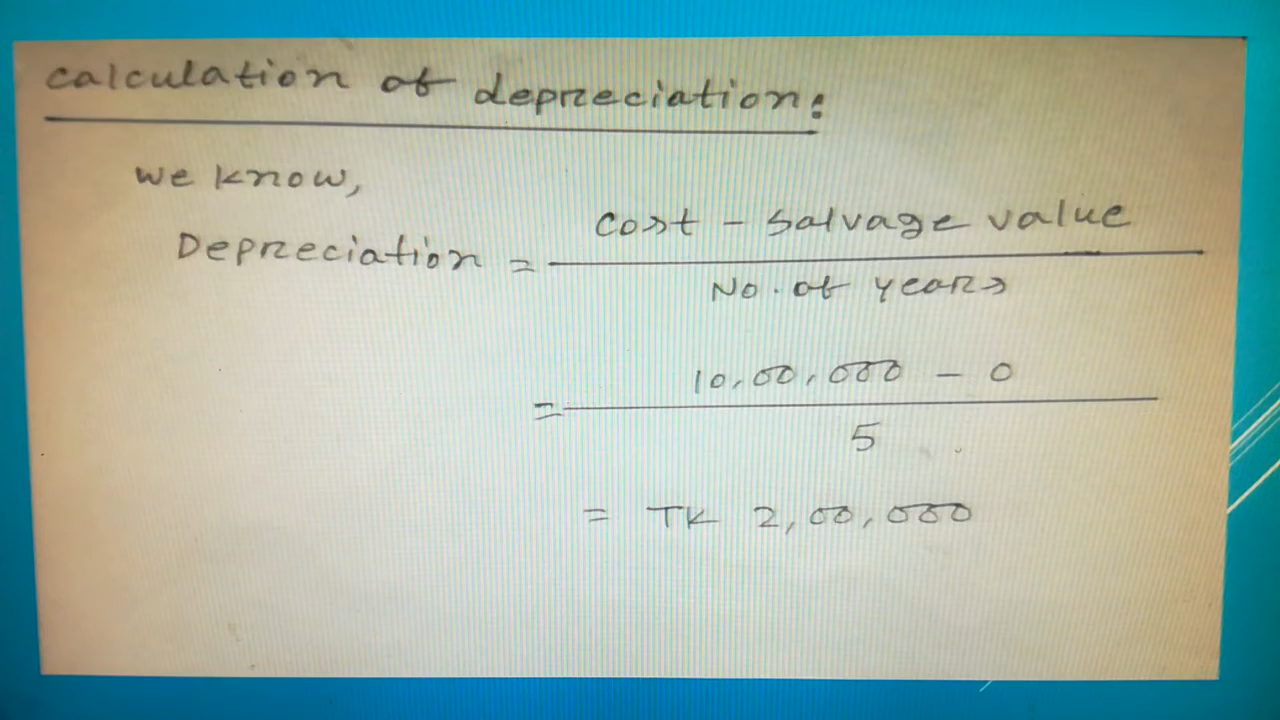 calculation of depreciation:
we know,
Depreciation = cost - salvage value
No. of years
= 10,00,000 - 0
5
= TK 2,00,000